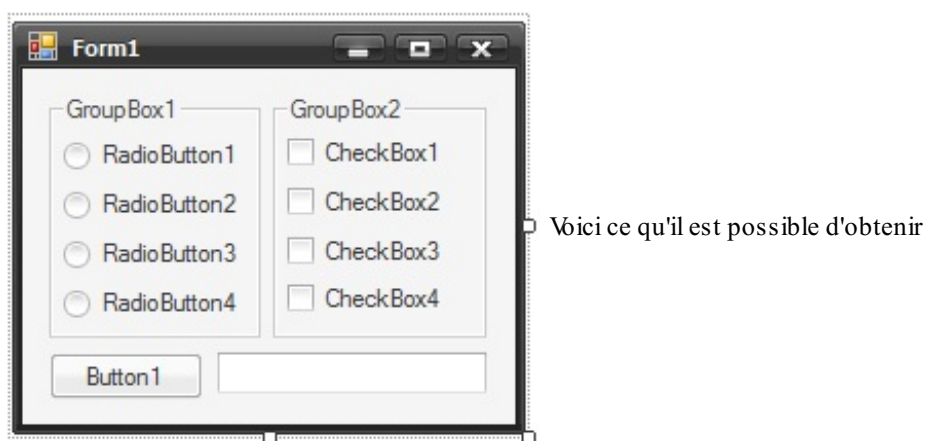 Form1
GroupBox1
RadioButton1
RadioButton2
RadioButton3
RadioButton4
GroupBox2
CheckBox1
CheckBox2
CheckBox3
CheckBox4
Button1
Voici ce qu'il est possible d'obtenir